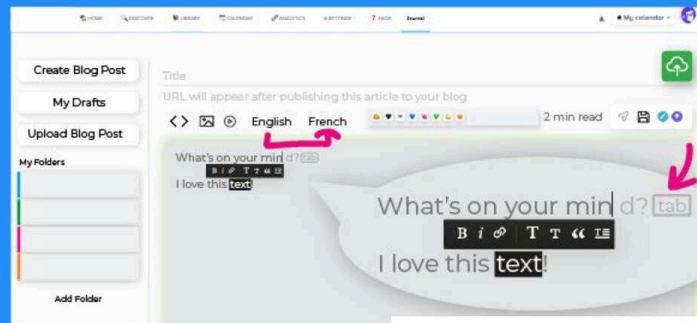 HOME DISCOVER LIBRARY CALENDAR ANALYTICS SETTINGS ? FAQS Journal My calendar
Create Blog Post
My Drafts
Upload Blog Post
My Folders
Add Folder
Title
URL will appear after publishing this article to your blog
English French 2 min read
What's on your min d? tab
B i T T “ I
I love this text!
What's on your min d? tab
B i T T “ I
I love this text!